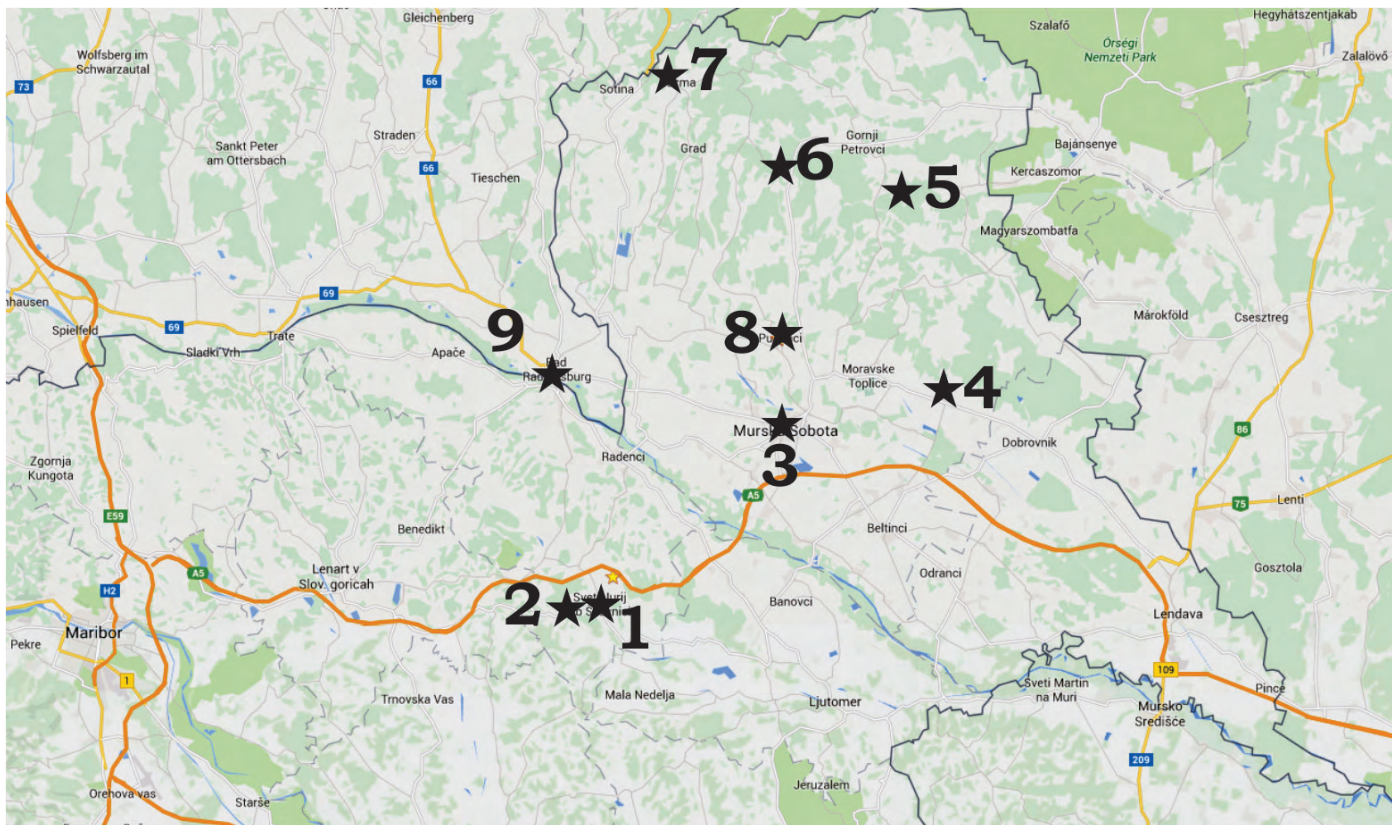 Gleichenberg
Hegyhátszentjakab
Szalafő
Wolfsberg im
Schwarzautal
Őrségi
Nemzeti Park
Zalalövő
73
66
7
Sotina
Straden
Sankt Peter
am Ottersbach
Grad
6
Gornji
Petrovci
Bajánsenye
66
Tieschen
5
Kercaszomor
Magyarszombatfa
69
9
69
Spielfeld
Trate
Sladki Vrh
Apače
8
Márokföld
Csesztreg
Bad
Moravske
Toplice
4
Sobota
3
Dobrovnik
86
Radenci
Zgornja
Kungota
A5
75
Lenti
E59
Benedikt
Beltinci
A5
Lenart v
Slov. goricah
Odranci
Gosztola
H2
2
1
Banovci
Lendava
Maribor
Pekre
109
1
Trnovska Vas
Mala Nedelja
Ljutomer
Sveti Martin
na Muri
Pince
Mursko
Središće
209
Jeruzalem
Orehova vas
Starše